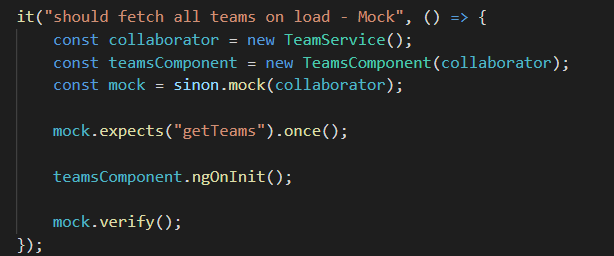 it("should fetch all teams on load - Mock", () => {
    const collaborator = new TeamService();
    const teamsComponent = new TeamsComponent(collaborator);
    const mock = sinon.mock(collaborator);

    mock.expects("getTeams").once();

    teamsComponent.ngOnInit();

    mock.verify();
});